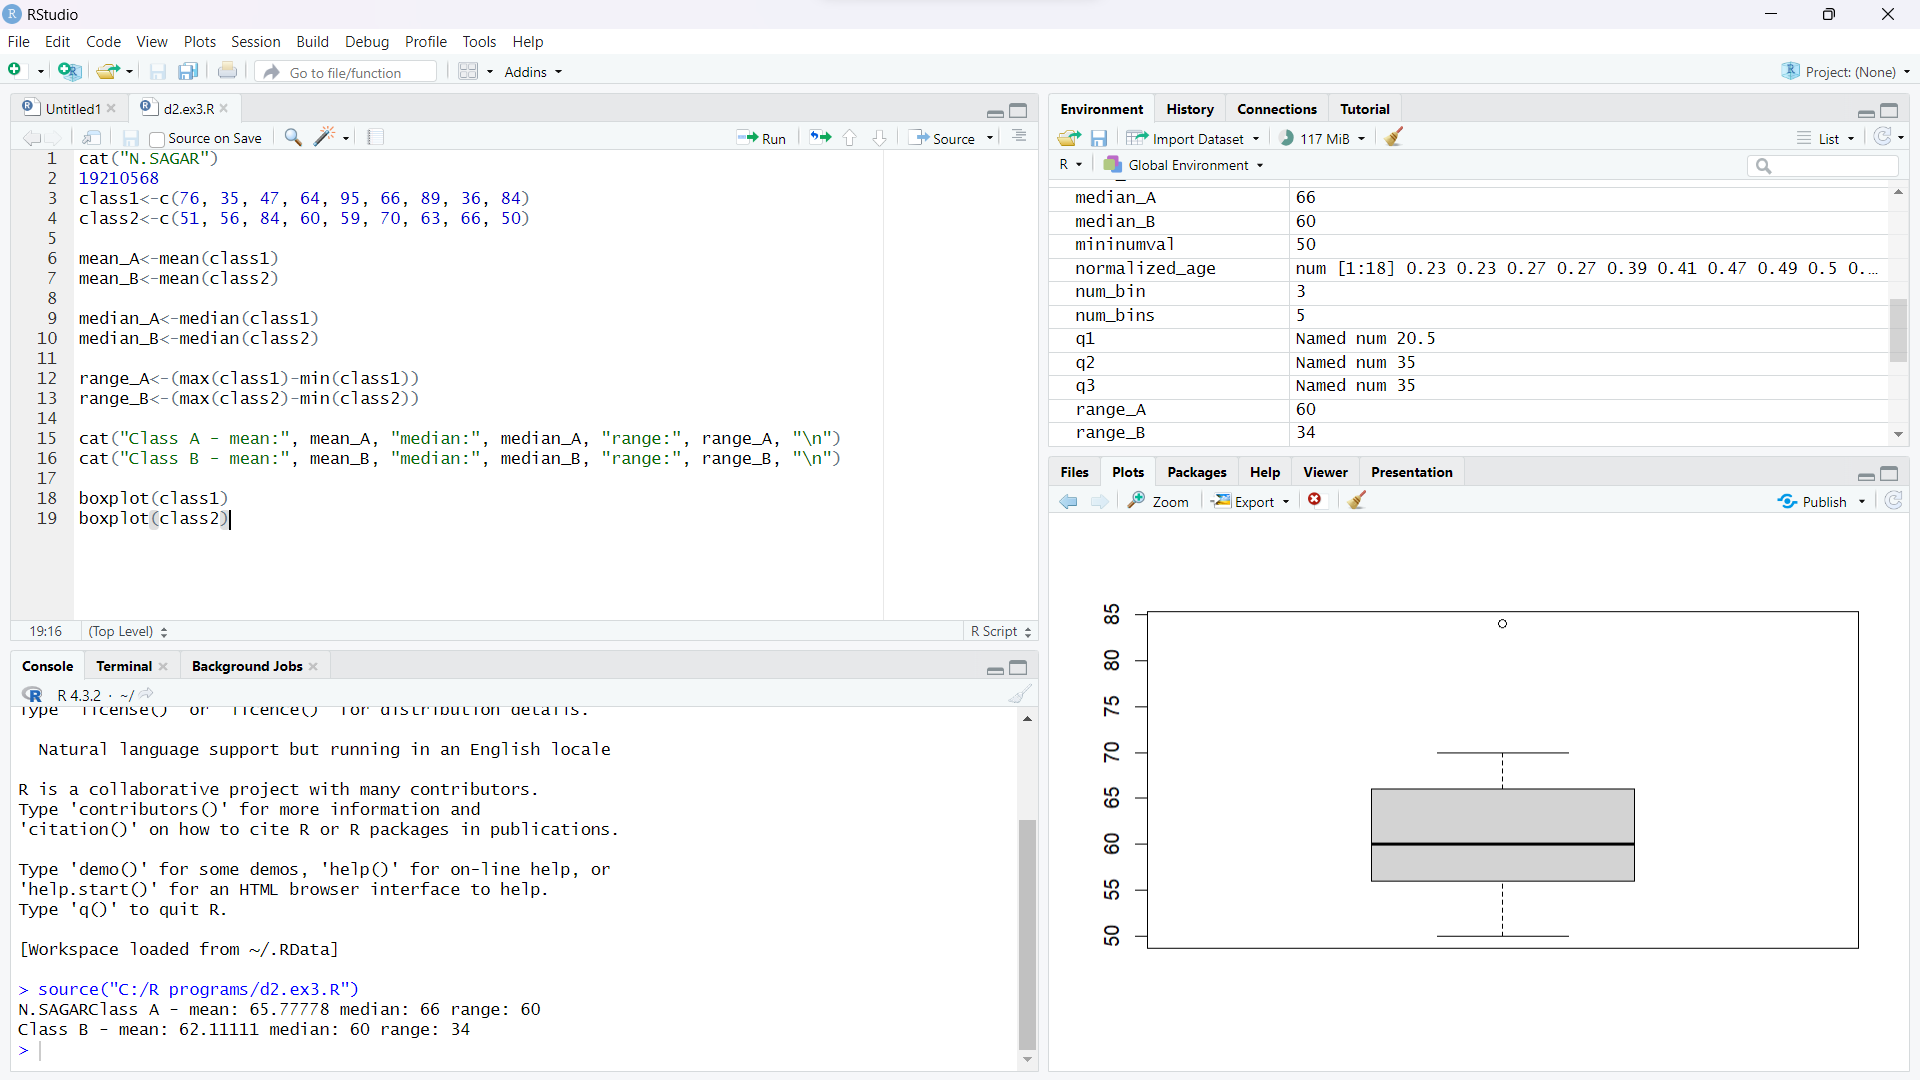 RStudio
File Edit Code View Plots Session Build Debug Profile Tools Help
Go to file/function Addins Project: (None)
Untitled1 d2.ex3.R
Source on Save Run Source
1 cat("N.SAGAR")
2 19210568
3 class1<-c(76, 35, 47, 64, 95, 66, 89, 36, 84)
4 class2<-c(51, 56, 84, 60, 59, 70, 63, 66, 50)
5
6 mean_A<-mean(class1)
7 mean_B<-mean(class2)
8
9 median_A<-median(class1)
10 median_B<-median(class2)
11
12 range_A<-(max(class1)-min(class1))
13 range_B<-(max(class2)-min(class2))
14
15 cat("Class A - mean:", mean_A, "median:", median_A, "range:", range_A, "\n")
16 cat("Class B - mean:", mean_B, "median:", median_B, "range:", range_B, "\n")
17
18 boxplot(class1)
19 boxplot(class2)
19:16 (Top Level) R Script
Console Terminal Background Jobs
R R 4.3.2 · ~/
Type 'license()' or 'licence()' for distribution details.
Natural language support but running in an English locale
R is a collaborative project with many contributors.
Type 'contributors()' for more information and
'citation()' on how to cite R or R packages in publications.
Type 'demo()' for some demos, 'help()' for on-line help, or
'help.start()' for an HTML browser interface to help.
Type 'q()' to quit R.
[Workspace loaded from ~/.RData]
> source("C:/R programs/d2.ex3.R")
N.SAGARClass A - mean: 65.77778 median: 66 range: 60
Class B - mean: 62.11111 median: 60 range: 34
>
Environment History Connections Tutorial
Import Dataset 117 MiB List
R Global Environment
median_A 66
median_B 60
mininumval 50
normalized_age num [1:18] 0.23 0.23 0.27 0.27 0.39 0.41 0.47 0.49 0.5 0....
num_bin 3
num_bins 5
q1 Named num 20.5
q2 Named num 35
q3 Named num 35
range_A 60
range_B 34
Files Plots Packages Help Viewer Presentation
Zoom Export Publish
85
80
75
70
65
60
55
50